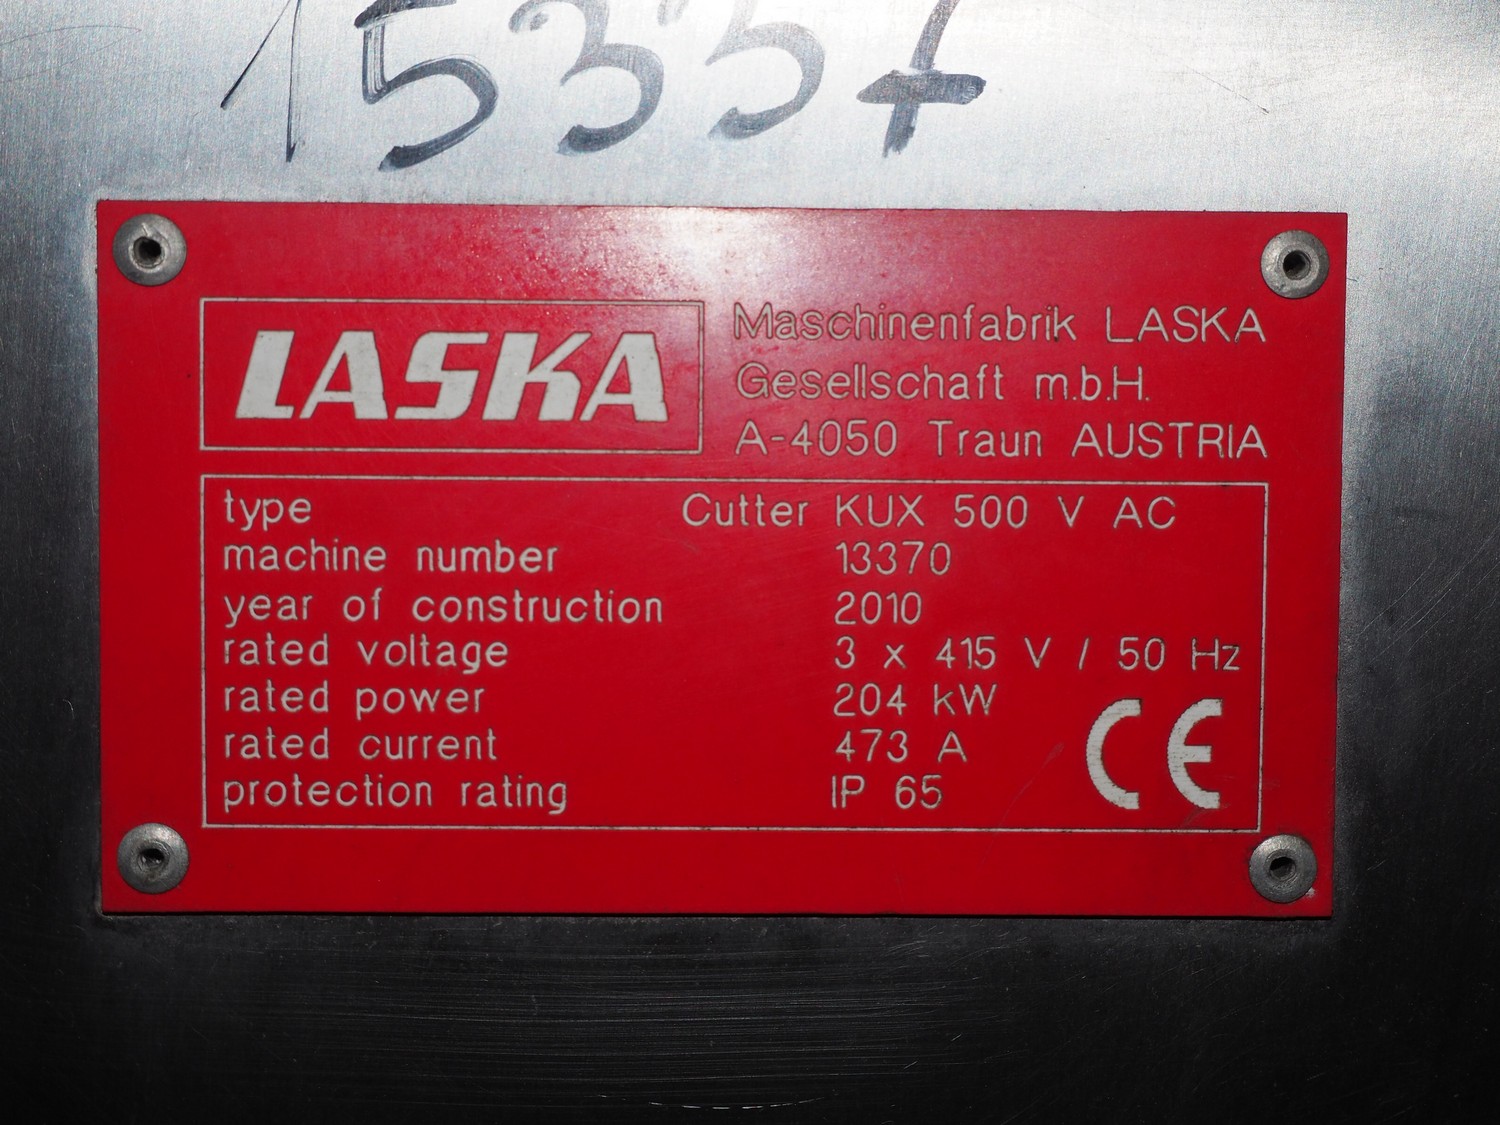 15357
LASKA
Maschinenfabrik LASKA
Gesellschaft m.b.H.
A-4050 Traun AUSTRIA
type Cutter KUX 500 V AC
machine number 13370
year of construction 2010
rated voltage 3 x 415 V / 50 Hz
rated power 204 kW
rated current 473 A
protection rating IP 65
CE